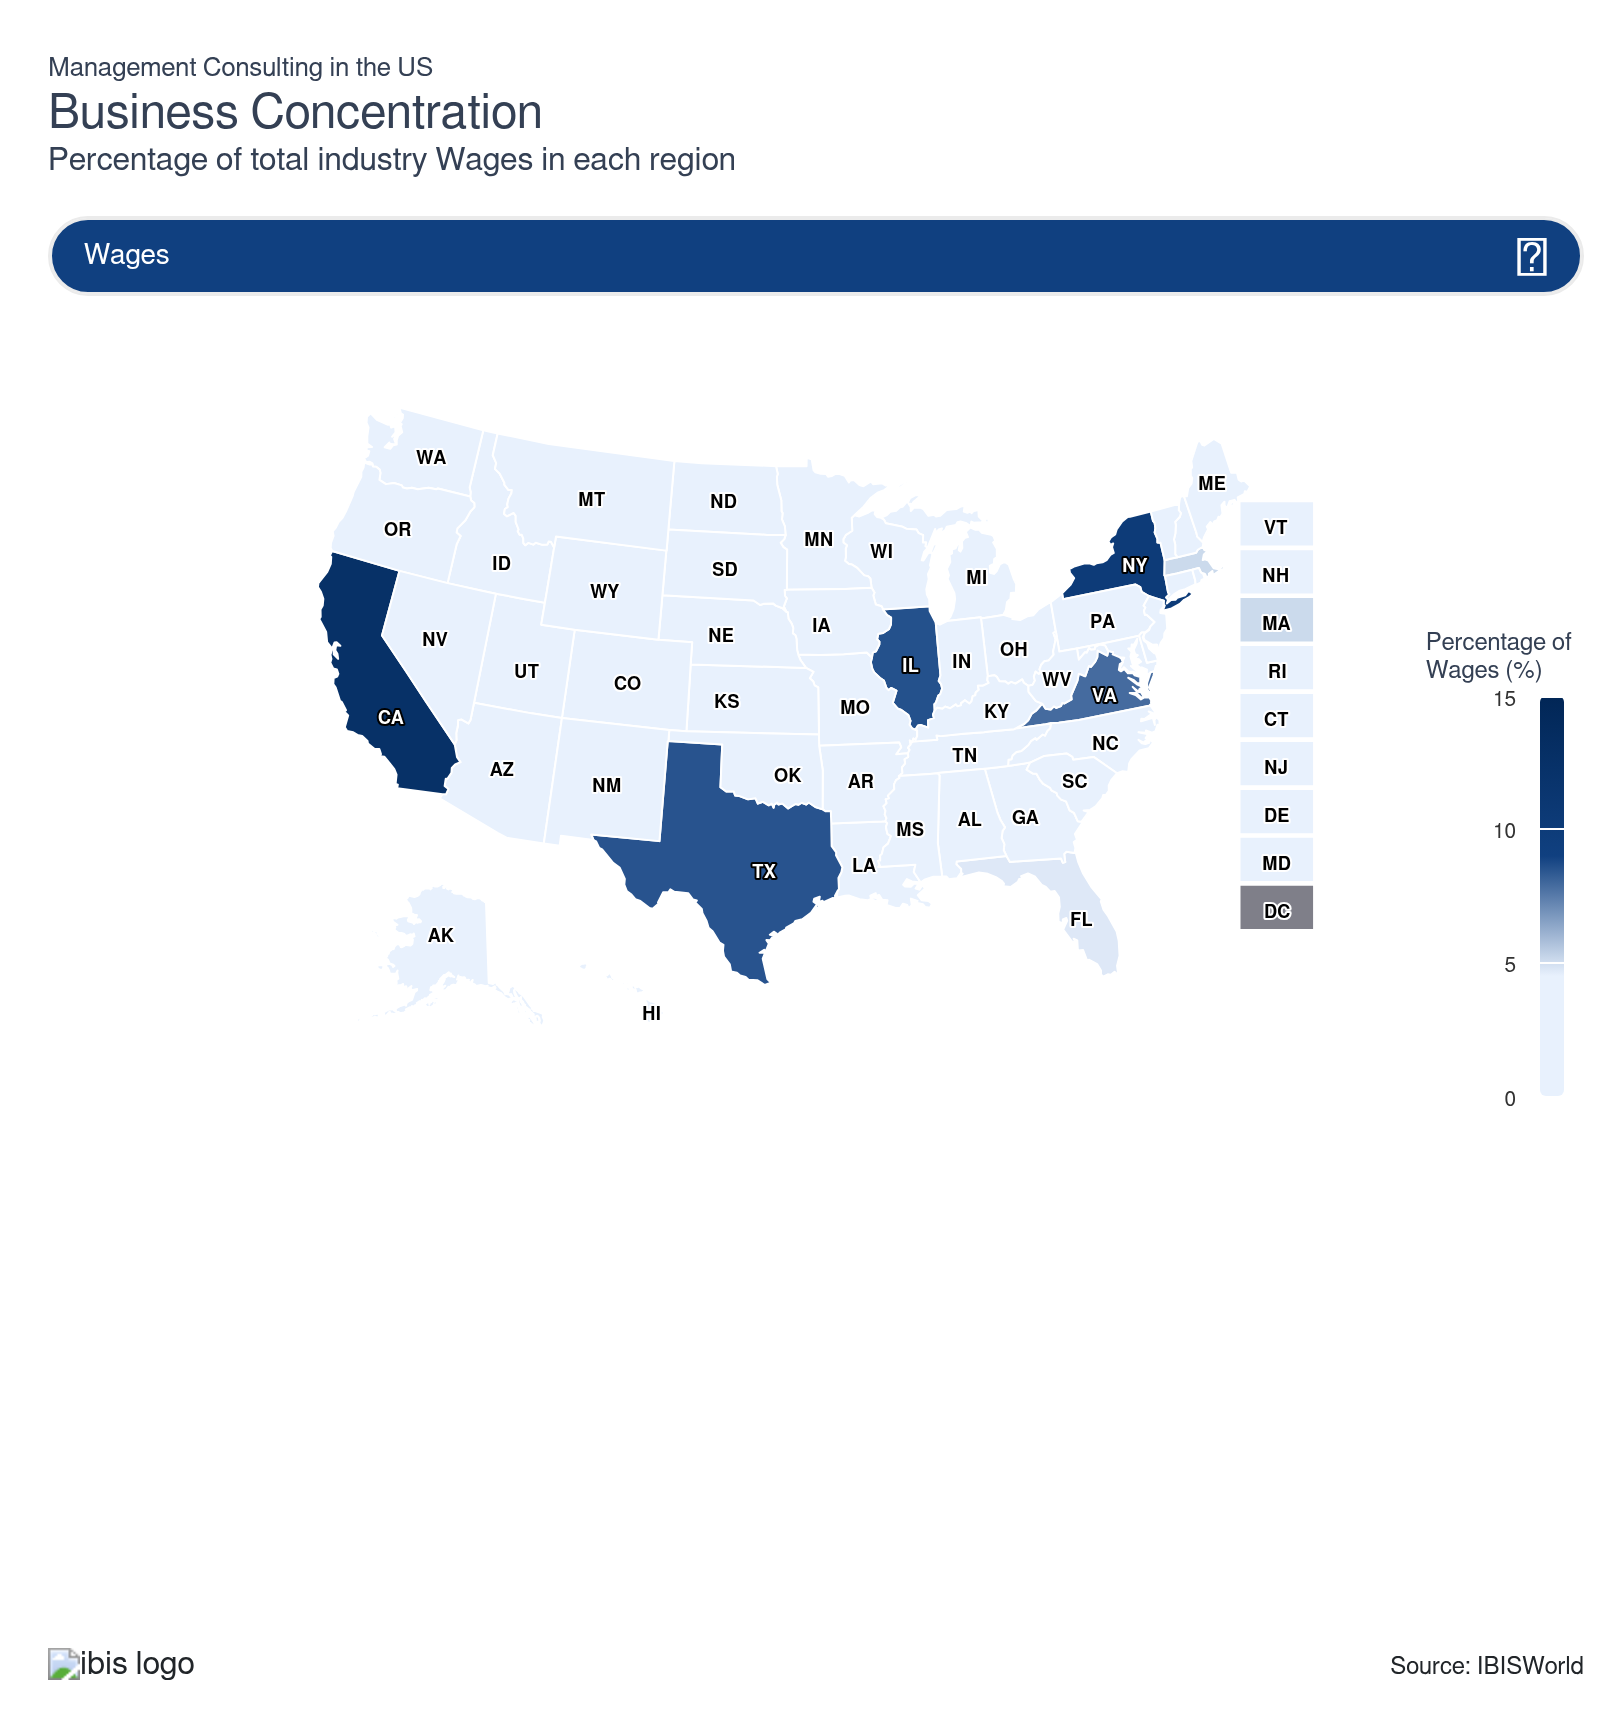 Management Consulting in the US
Business Concentration
Percentage of total industry Wages in each region
Wages
WA
MT
ND
MN
ME
OR
ID
SD
WI
MI
NY
VT
WY
NH
NV
NE
IA
PA
MA
UT
CO
KS
IL
IN
OH
WV
VA
RI
CA
MO
KY
CT
AZ
NM
OK
AR
TN
NC
SC
NJ
TX
LA
MS
AL
GA
DE
MD
FL
DC
AK
HI
Percentage of
Wages (%)
15
10
5
0
ibis logo
Source: IBISWorld